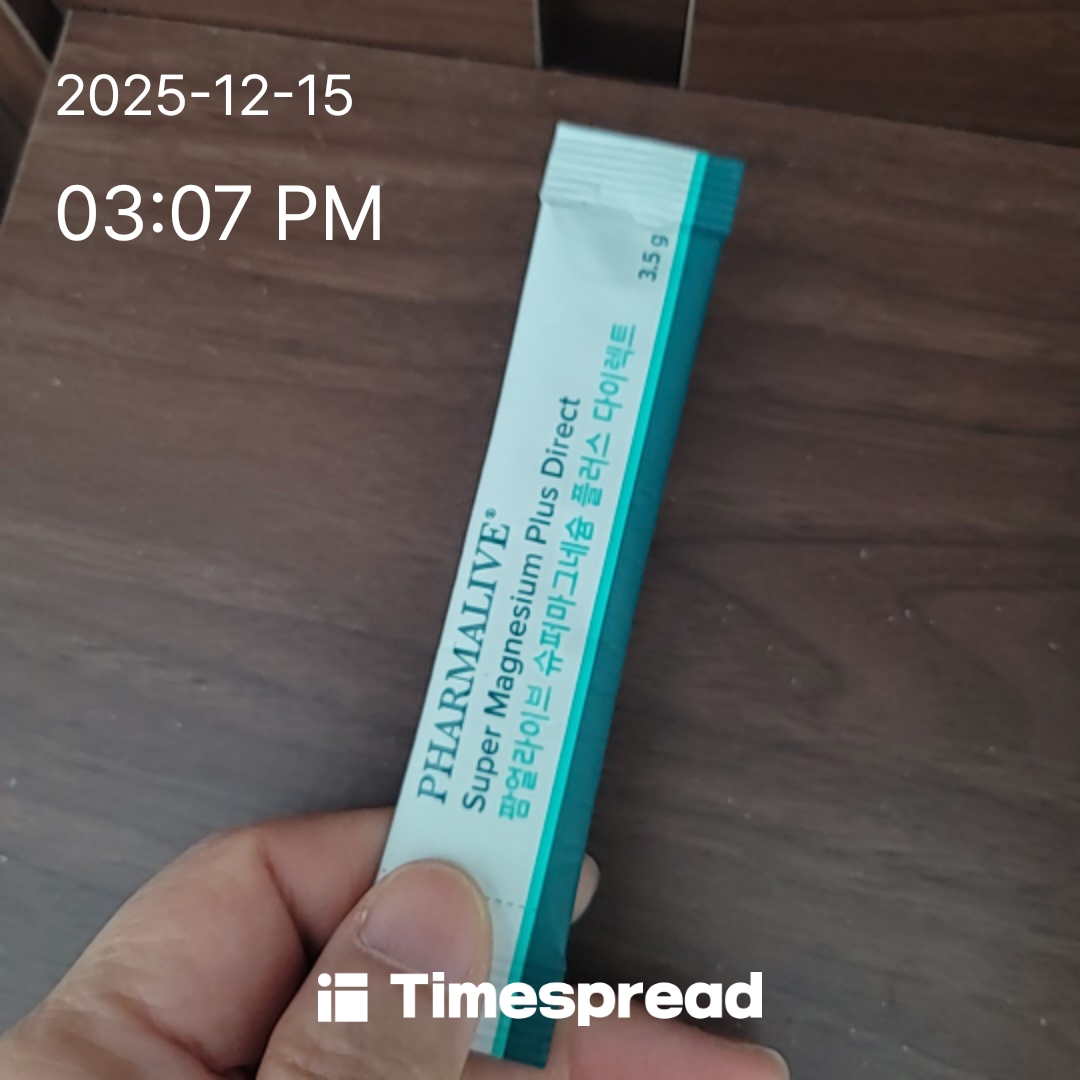 2025-12-15
03:07 PM
3.5 g
PHARMALIVE®
Super Magnesium Plus Direct
팜얼라이브 슈퍼마그네슘 플러스 다이렉트
Timespread